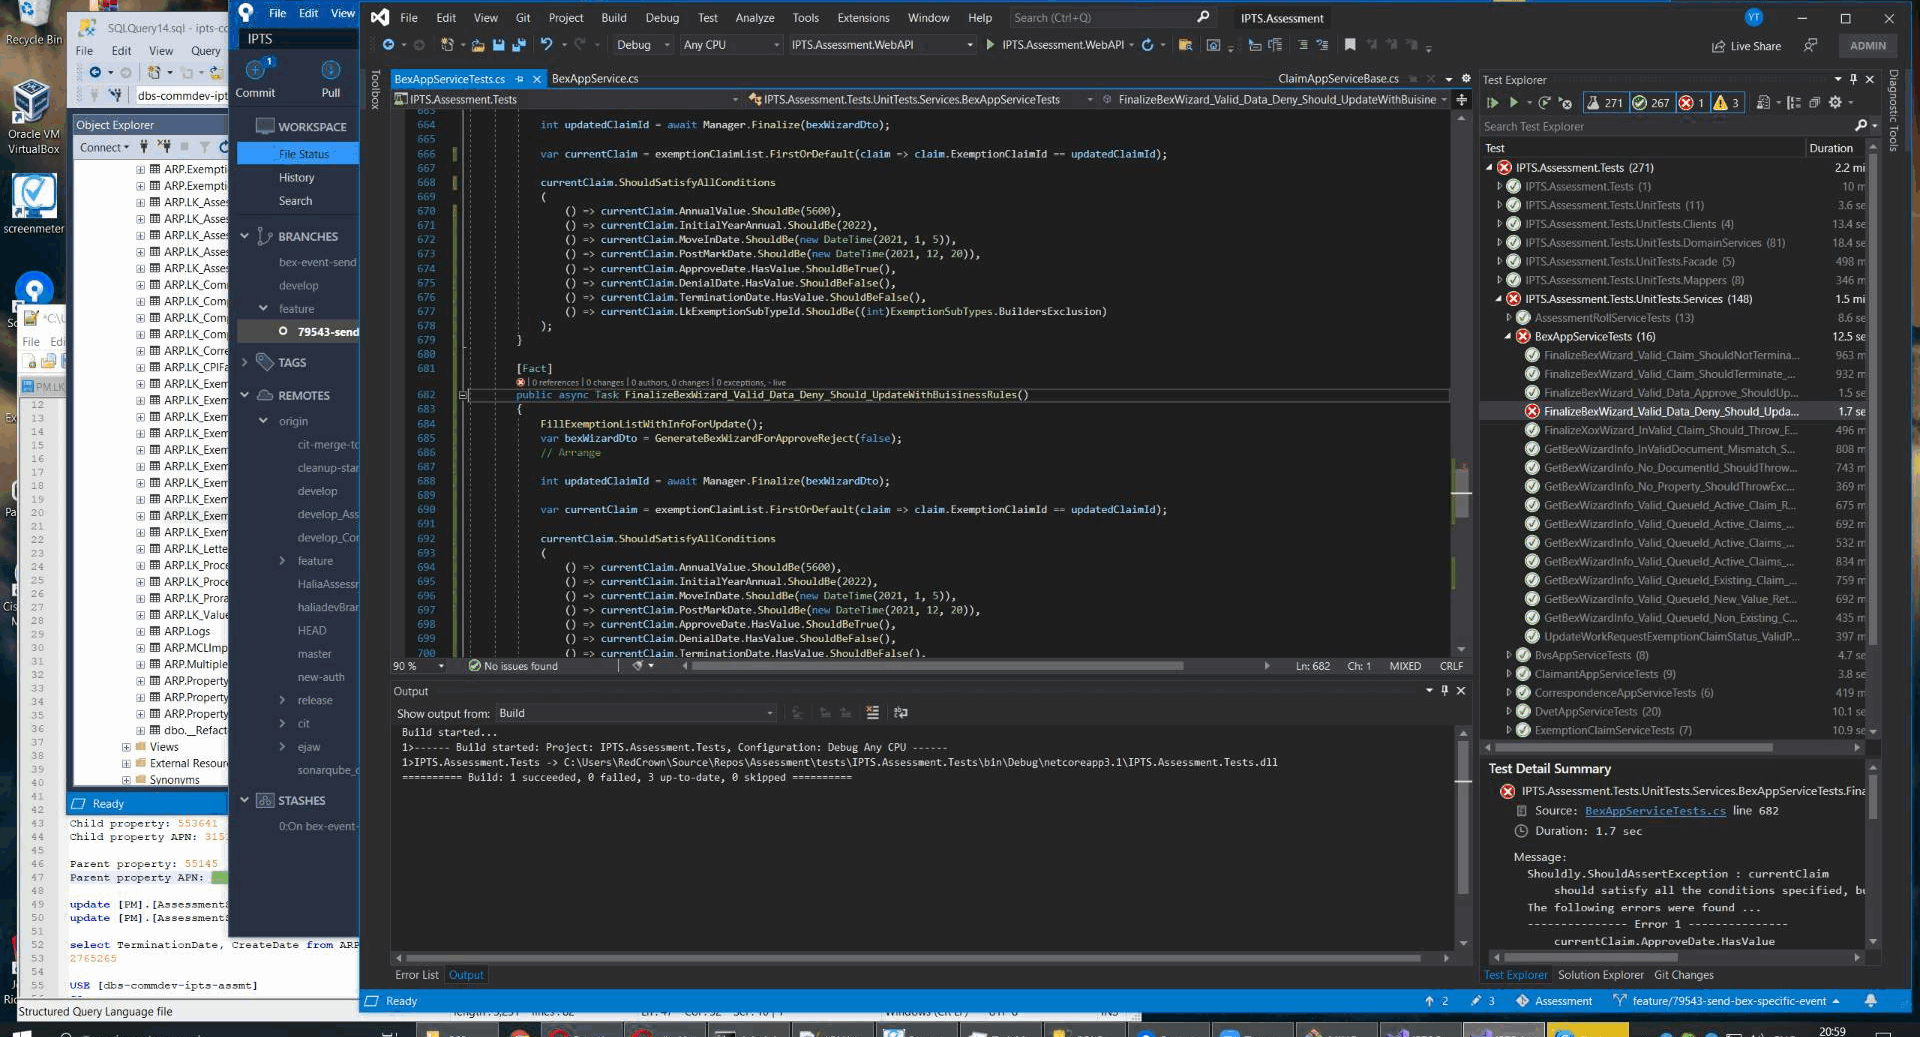 Recycle Bin
Oracle VM
VirtualBox
screenmeter
SQLQuery14.sql - ipts-co
File Edit View Query
dbs-commdev-ipt
Object Explorer
Connect
ARP.Exempti
ARP.Exempti
ARP.LK_Asses
ARP.LK_Asse
ARP.LK_Asse
ARP.LK_Asse
ARP.LK_Asse
ARP.LK_Com
ARP.LK_Com
ARP.LK_Com
ARP.LK_Com
ARP.LK_Corre
ARP.LK_CPIFa
ARP.LK_Exem
ARP.LK_Exem
ARP.LK_Exem
ARP.LK_Exem
ARP.LK_Exem
ARP.LK_Exem
ARP.LK_Exem
ARP.LK_Exem
ARP.LK_Exem
ARP.LK_Exem
ARP.LK_Lette
ARP.LK_Proce
ARP.LK_Proce
ARP.LK_Prora
ARP.LK_Value
ARP.Logs
ARP.MCLImp
ARP.Multiple
ARP.Property
ARP.Property
ARP.Property
dbo.__Refact
Views
External Resour
Synonyms
Ready
Child property: 553641
Child property APN: 315
Parent property: 55145
Parent property APN:
update [PM].[Assessment
update [PM].[Assessment
select TerminationDate, CreateDate from ARP
2765265
USE [dbs-commdev-ipts-assmt]
Structured Query Language file
File Edit View
IPTS
1
Commit Pull
WORKSPACE
File Status
History
Search
BRANCHES
bex-event-send
develop
feature
79543-send
TAGS
REMOTES
origin
cit-merge-to
cleanup-star
develop
develop_Ass
develop_Cor
feature
HaliaAssessr
haliadevBrar
HEAD
master
new-auth
release
cit
ejaw
sonarqube_c
STASHES
0:On bex-event-
File Edit View Git Project Build Debug Test Analyze Tools Extensions Window Help Search (Ctrl+Q) IPTS.Assessment YT
Debug Any CPU IPTS.Assessment.WebAPI IPTS.Assessment.WebAPI Live Share ADMIN
Toolbox
BexAppServiceTests.cs BexAppService.cs ClaimAppServiceBase.cs
IPTS.Assessment.Tests IPTS.Assessment.Tests.UnitTests.Services.BexAppServiceTests FinalizeBexWizard_Valid_Data_Deny_Should_UpdateWithBuisine
664 int updatedClaimId = await Manager.Finalize(bexWizardDto);
665
666 var currentClaim = exemptionClaimList.FirstOrDefault(claim => claim.ExemptionClaimId == updatedClaimId);
667
668 currentClaim.ShouldSatisfyAllConditions
669 (
670 () => currentClaim.AnnualValue.ShouldBe(5600),
671 () => currentClaim.InitialYearAnnual.ShouldBe(2022),
672 () => currentClaim.MoveInDate.ShouldBe(new DateTime(2021, 1, 5)),
673 () => currentClaim.PostMarkDate.ShouldBe(new DateTime(2021, 12, 20)),
674 () => currentClaim.ApproveDate.HasValue.ShouldBeTrue(),
675 () => currentClaim.DenialDate.HasValue.ShouldBeFalse(),
676 () => currentClaim.TerminationDate.HasValue.ShouldBeFalse(),
677 () => currentClaim.LkExemptionSubTypeId.ShouldBe((int)ExemptionSubTypes.BuildersExclusion)
678 );
679 }
680
681 [Fact]
0 references | 0 changes | 0 authors, 0 changes | 0 exceptions, - live
682 public async Task FinalizeBexWizard_Valid_Data_Deny_Should_UpdateWithBuisinessRules()
683 {
684 FillExemptionListWithInfoForUpdate();
685 var bexWizardDto = GenerateBexWizardForApproveReject(false);
686 // Arrange
687
688 int updatedClaimId = await Manager.Finalize(bexWizardDto);
689
690 var currentClaim = exemptionClaimList.FirstOrDefault(claim => claim.ExemptionClaimId == updatedClaimId);
691
692 currentClaim.ShouldSatisfyAllConditions
693 (
694 () => currentClaim.AnnualValue.ShouldBe(5600),
695 () => currentClaim.InitialYearAnnual.ShouldBe(2022),
696 () => currentClaim.MoveInDate.ShouldBe(new DateTime(2021, 1, 5)),
697 () => currentClaim.PostMarkDate.ShouldBe(new DateTime(2021, 12, 20)),
698 () => currentClaim.ApproveDate.HasValue.ShouldBeTrue(),
699 () => currentClaim.DenialDate.HasValue.ShouldBeFalse(),
700 () => currentClaim.TerminationDate.HasValue.ShouldBeFalse(),
90 % No issues found Ln: 682 Ch: 1 MIXED CRLF
Output
Show output from: Build
Build started...
1>------ Build started: Project: IPTS.Assessment.Tests, Configuration: Debug Any CPU ------
1>IPTS.Assessment.Tests -> C:\Users\RedCrown\Source\Repos\Assessment\tests\IPTS.Assessment.Tests\bin\Debug\netcoreapp3.1\IPTS.Assessment.Tests.dll
========== Build: 1 succeeded, 0 failed, 3 up-to-date, 0 skipped ==========
Error List Output
Ready 2 3 Assessment feature/79543-send-bex-specific-event
Test Explorer
271 267 1 3
Search Test Explorer
Test Duration
IPTS.Assessment.Tests (271) 2.2 mi
IPTS.Assessment.Tests (1) 10 m
IPTS.Assessment.Tests.UnitTests (11) 3.6 se
IPTS.Assessment.Tests.UnitTests.Clients (4) 13.4 se
IPTS.Assessment.Tests.UnitTests.DomainServices (81) 18.4 se
IPTS.Assessment.Tests.UnitTests.Facade (5) 498 m
IPTS.Assessment.Tests.UnitTests.Mappers (8) 346 m
IPTS.Assessment.Tests.UnitTests.Services (148) 1.5 mi
AssessmentRollServiceTests (13) 8.6 se
BexAppServiceTests (16) 12.5 se
FinalizeBexWizard_Valid_Claim_ShouldNotTermina... 963 m
FinalizeBexWizard_Valid_Claim_ShouldTerminate_... 932 m
FinalizeBexWizard_Valid_Data_Approve_ShouldUp... 1.5 se
FinalizeBexWizard_Valid_Data_Deny_Should_Upda... 1.7 se
FinalizeXoxWizard_InValid_Claim_Should_Throw_E... 496 m
GetBexWizardInfo_InValidDocument_Mismatch_S... 808 m
GetBexWizardInfo_No_DocumentId_ShouldThrow... 743 m
GetBexWizardInfo_No_Property_ShouldThrowExc... 369 m
GetBexWizardInfo_Valid_QueueId_Active_Claim_R... 675 m
GetBexWizardInfo_Valid_QueueId_Active_Claims_... 692 m
GetBexWizardInfo_Valid_QueueId_Active_Claims_... 532 m
GetBexWizardInfo_Valid_QueueId_Active_Claims_... 834 m
GetBexWizardInfo_Valid_QueueId_Existing_Claim_... 759 m
GetBexWizardInfo_Valid_QueueId_New_Value_Ret... 692 m
GetBexWizardInfo_Valid_QueueId_Non_Existing_C... 435 m
UpdateWorkRequestExemptionClaimStatus_ValidP... 397 m
BvsAppServiceTests (8) 4.7 se
ClaimantAppServiceTests (9) 3.8 se
CorrespondenceAppServiceTests (6) 419 m
DvetAppServiceTests (20) 10.1 se
ExemptionClaimServiceTests (7) 10.9 se
Test Detail Summary
IPTS.Assessment.Tests.UnitTests.Services.BexAppServiceTests.Fina
Source: BexAppServiceTests.cs line 682
Duration: 1.7 sec
Message:
Shouldly.ShouldAssertException : currentClaim
should satisfy all the conditions specified, bu
The following errors were found ...
--------------- Error 1 ---------------
currentClaim.ApproveDate.HasValue
Test Explorer Solution Explorer Git Changes
Diagnostic Tools
20:59